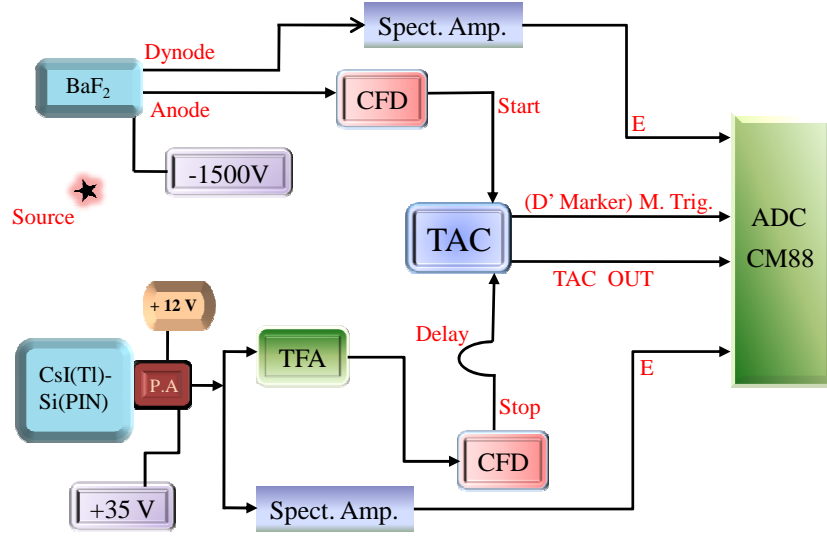 Dynode
Spect. Amp.
BaF₂
Anode
CFD
Start
E
-1500V
Source
(D’ Marker) M. Trig.
TAC
ADC
CM88
TAC OUT
+ 12 V
Delay
TFA
CsI(Tl)-
Si(PIN)
P.A
E
Stop
CFD
+35 V
Spect. Amp.